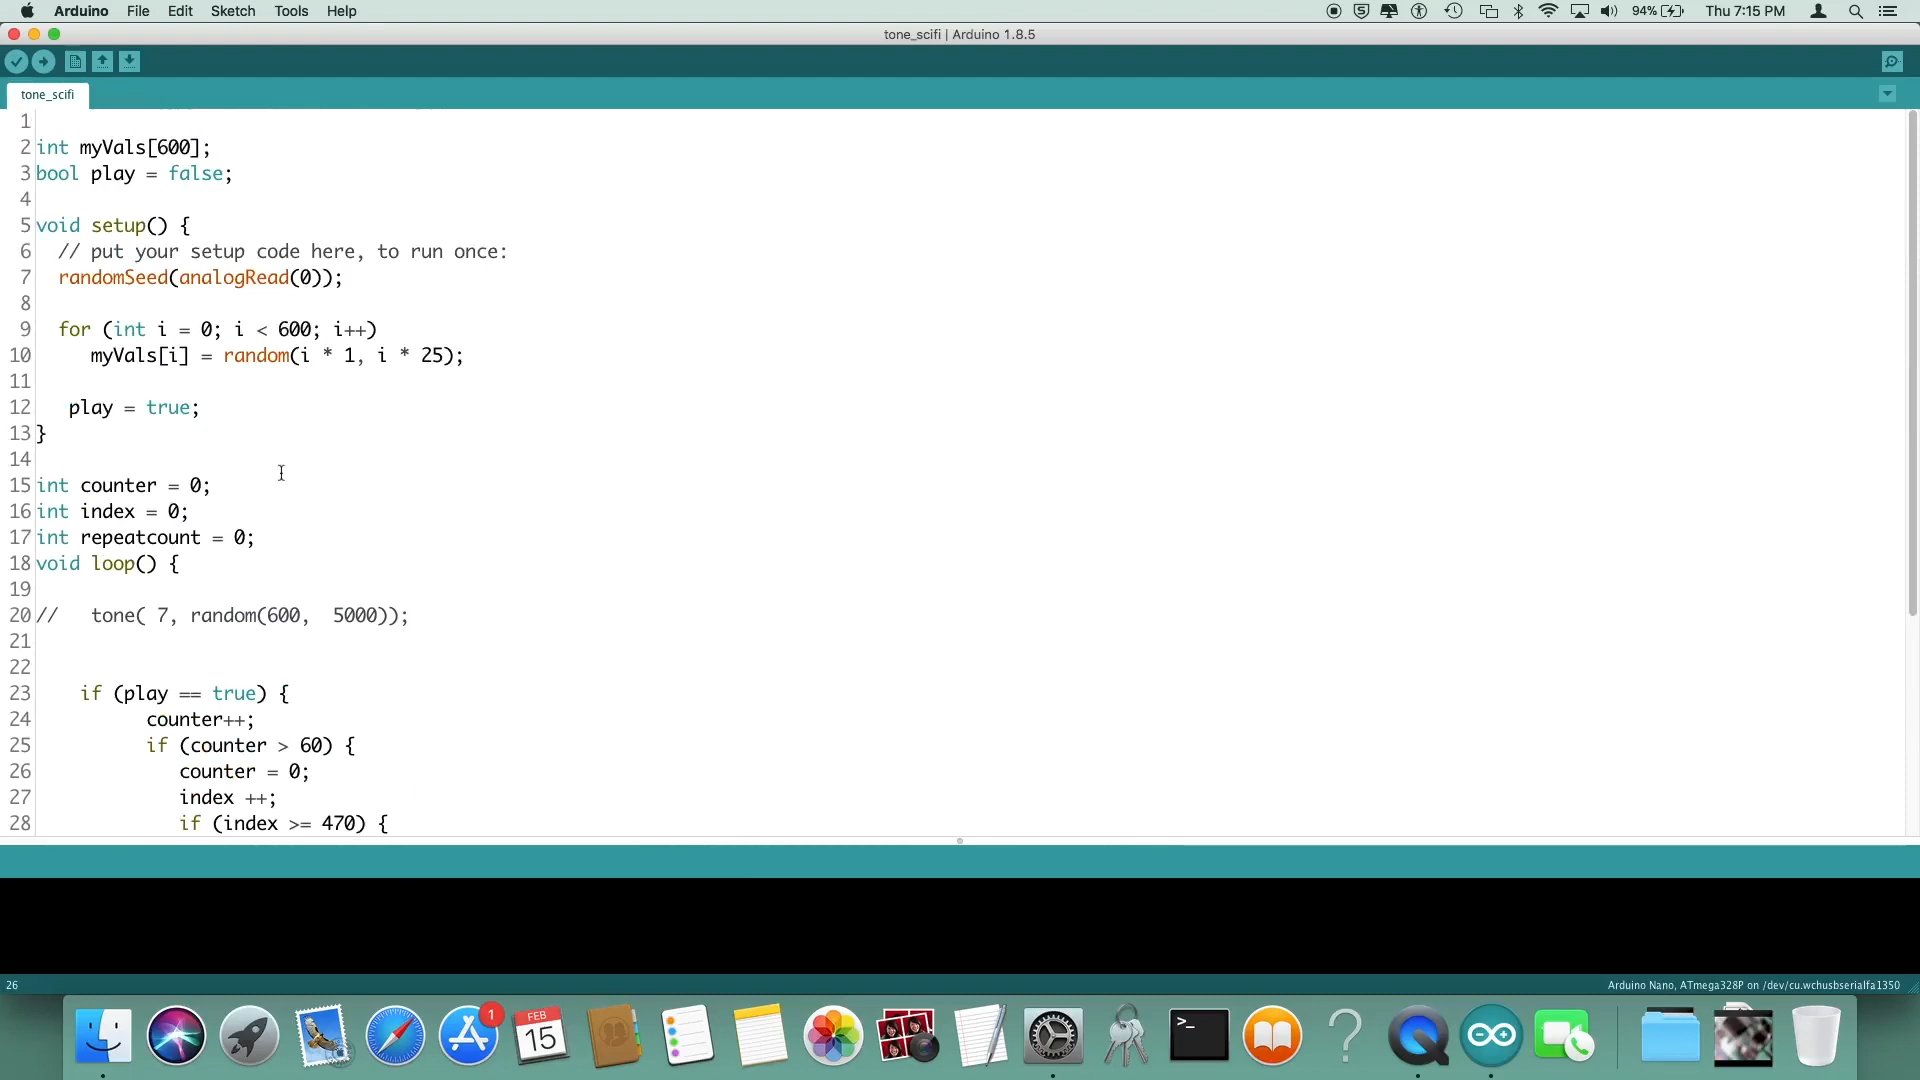 Arduino File Edit Sketch Tools Help 94% Thu 7:15 PM
tone_scifi | Arduino 1.8.5
tone_scifi
1
2 int myVals[600];
3 bool play = false;
4
5 void setup() {
6 // put your setup code here, to run once:
7 randomSeed(analogRead(0));
8
9 for (int i = 0; i < 600; i++)
10 myVals[i] = random(i * 1, i * 25);
11
12 play = true;
13 }
14
15 int counter = 0;
16 int index = 0;
17 int repeatcount = 0;
18 void loop() {
19
20 // tone( 7, random(600, 5000));
21
22
23 if (play == true) {
24 counter++;
25 if (counter > 60) {
26 counter = 0;
27 index ++;
28 if (index >= 470) {
26 Arduino Nano, ATmega328P on /dev/cu.wchusbserialfa1350
1
FEB
15